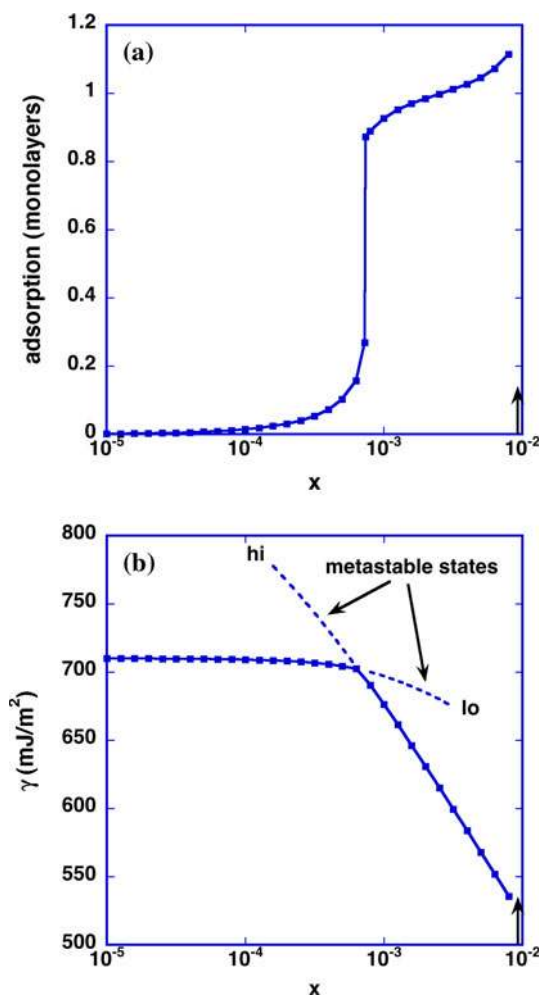 (a)
1.2
1
0.8
0.6
0.4
0.2
0
adsorption (monolayers)
10⁻⁵ 10⁻⁴ 10⁻³ 10⁻²
x
(b)
800
750
700
650
600
550
500
γ (mJ/m²)
hi
metastable states
lo
10⁻⁵ 10⁻⁴ 10⁻³ 10⁻²
x